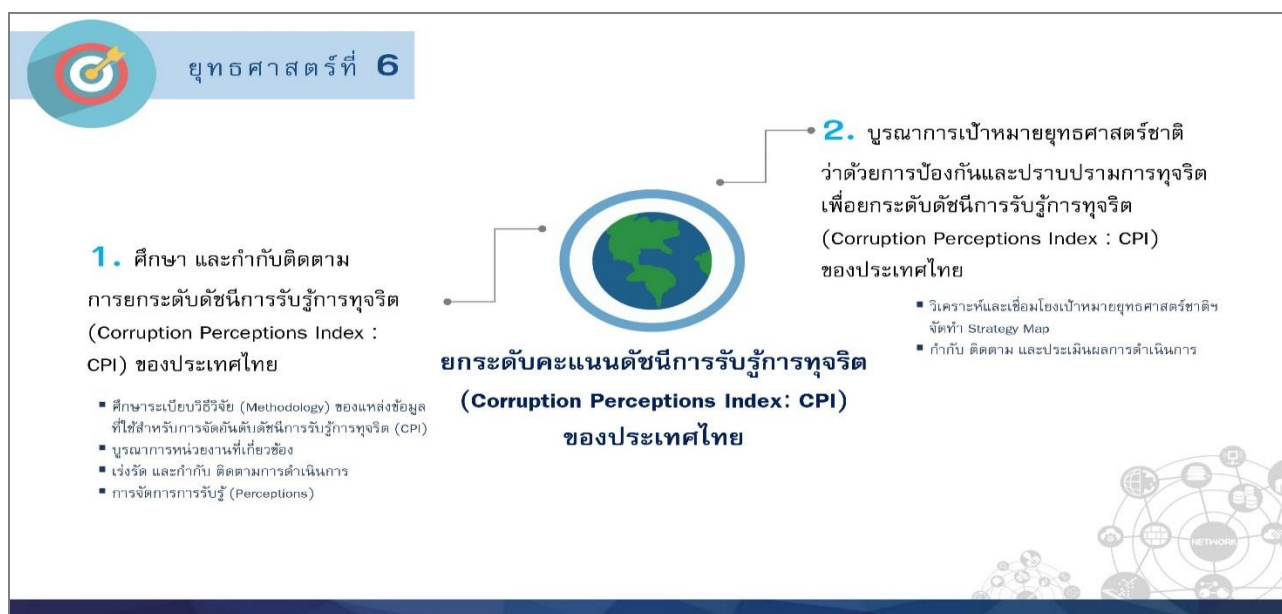 ยุทธศาสตร์ที่ 6
1. ศึกษา และกำกับติดตาม
การยกระดับดัชนีการรับรู้การทุจริต
(Corruption Perceptions Index :
CPI) ของประเทศไทย
■ ศึกษาระเบียบวิธีวิจัย (Methodology) ของแหล่งข้อมูล
ที่ใช้สำหรับการจัดอันดับดัชนีการรับรู้การทุจริต (CPI)
■ บูรณาการหน่วยงานที่เกี่ยวข้อง
■ เร่งรัด และกำกับ ติดตามการดำเนินการ
■ การจัดการการรับรู้ (Perceptions)
ยกระดับคะแนนดัชนีการรับรู้การทุจริต
(Corruption Perceptions Index: CPI)
ของประเทศไทย
2. บูรณาการเป้าหมายยุทธศาสตร์ชาติ
ว่าด้วยการป้องกันและปราบปรามการทุจริต
เพื่อยกระดับดัชนีการรับรู้การทุจริต
(Corruption Perceptions Index : CPI)
ของประเทศไทย
■ วิเคราะห์และเชื่อมโยงเป้าหมายยุทธศาสตร์ชาติฯ
จัดทำ Strategy Map
■ กำกับ ติดตาม และประเมินผลการดำเนินการ
NETWORK